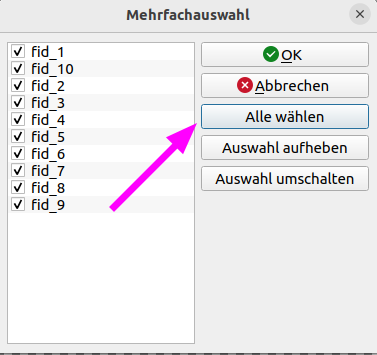 Mehrfachauswahl
fid_1
fid_10
fid_2
fid_3
fid_4
fid_5
fid_6
fid_7
fid_8
fid_9
OK
Abbrechen
Alle wählen
Auswahl aufheben
Auswahl umschalten